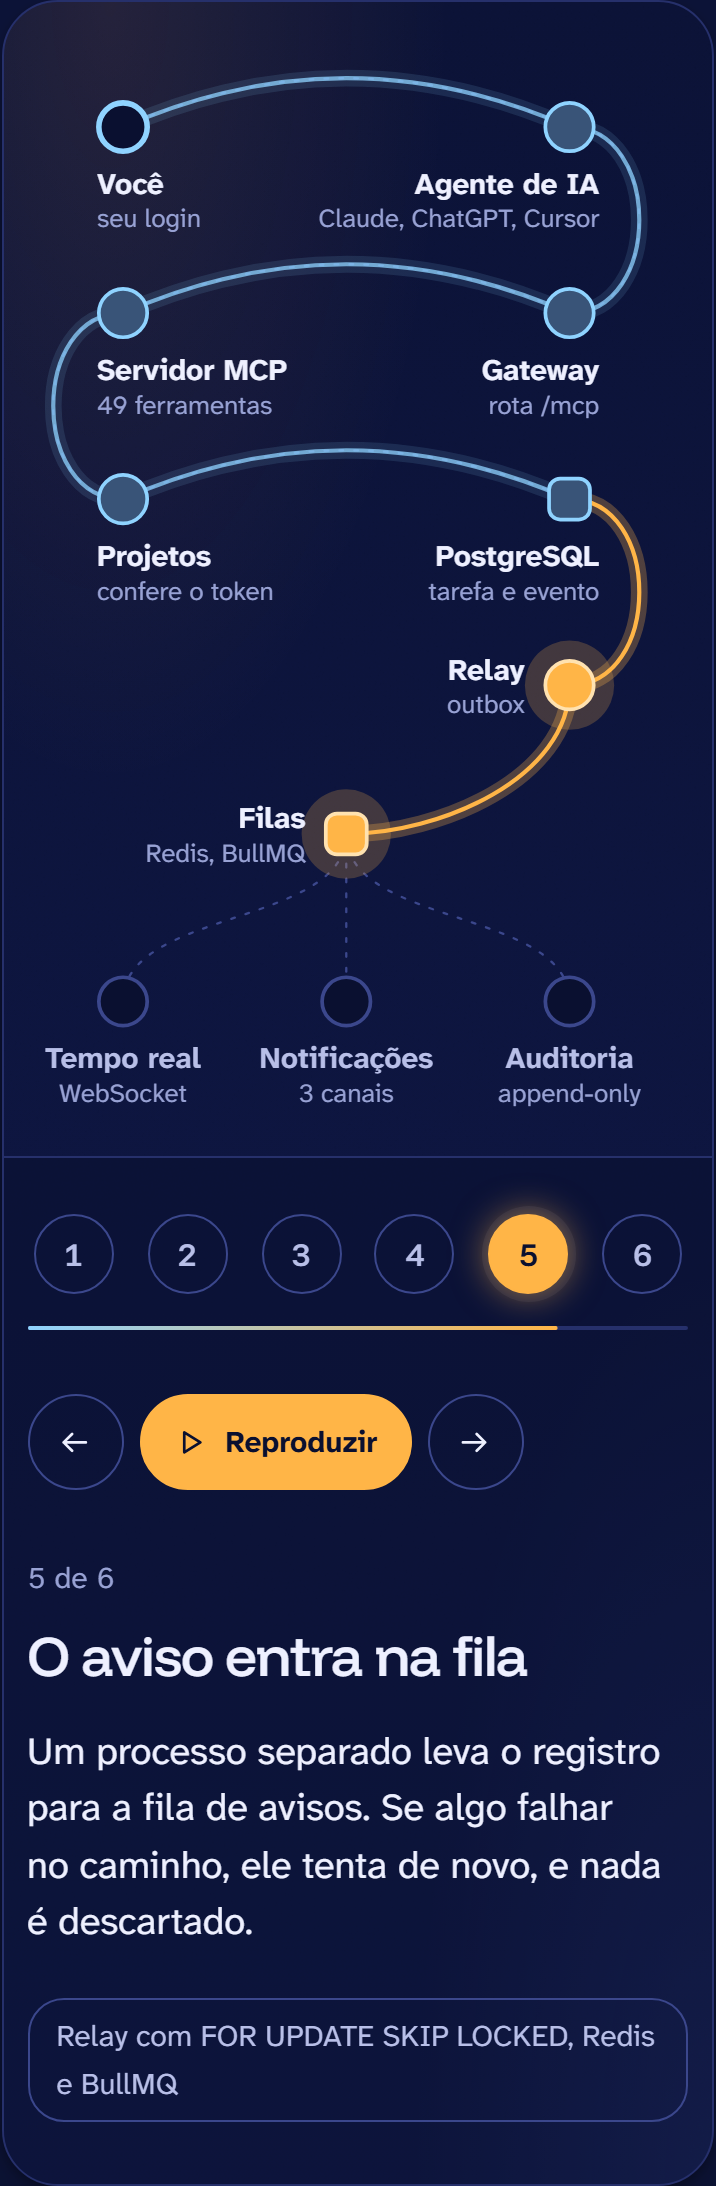 Você
seu login
Agente de IA
Claude, ChatGPT, Cursor
Servidor MCP
49 ferramentas
Gateway
rota /mcp
Projetos
confere o token
PostgreSQL
tarefa e evento
Relay
outbox
Filas
Redis, BullMQ
Tempo real
WebSocket
Notificações
3 canais
Auditoria
append-only
1 2 3 4 5 6
Reproduzir
5 de 6
O aviso entra na fila
Um processo separado leva o registro
para a fila de avisos. Se algo falhar
no caminho, ele tenta de novo, e nada
é descartado.
Relay com FOR UPDATE SKIP LOCKED, Redis
e BullMQ